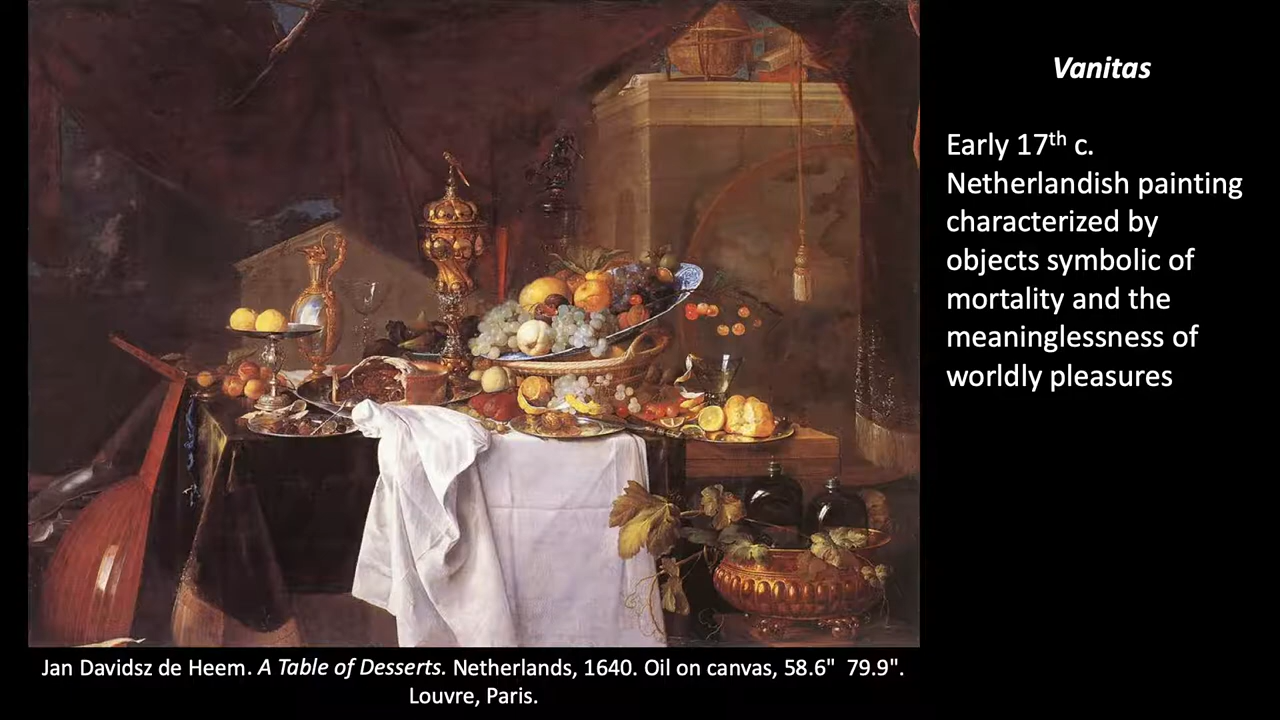 Vanitas
Early 17th c.
Netherlandish painting
characterized by
objects symbolic of
mortality and the
meaninglessness of
worldly pleasures
Jan Davidsz de Heem. A Table of Desserts. Netherlands, 1640. Oil on canvas, 58.6" 79.9".
Louvre, Paris.